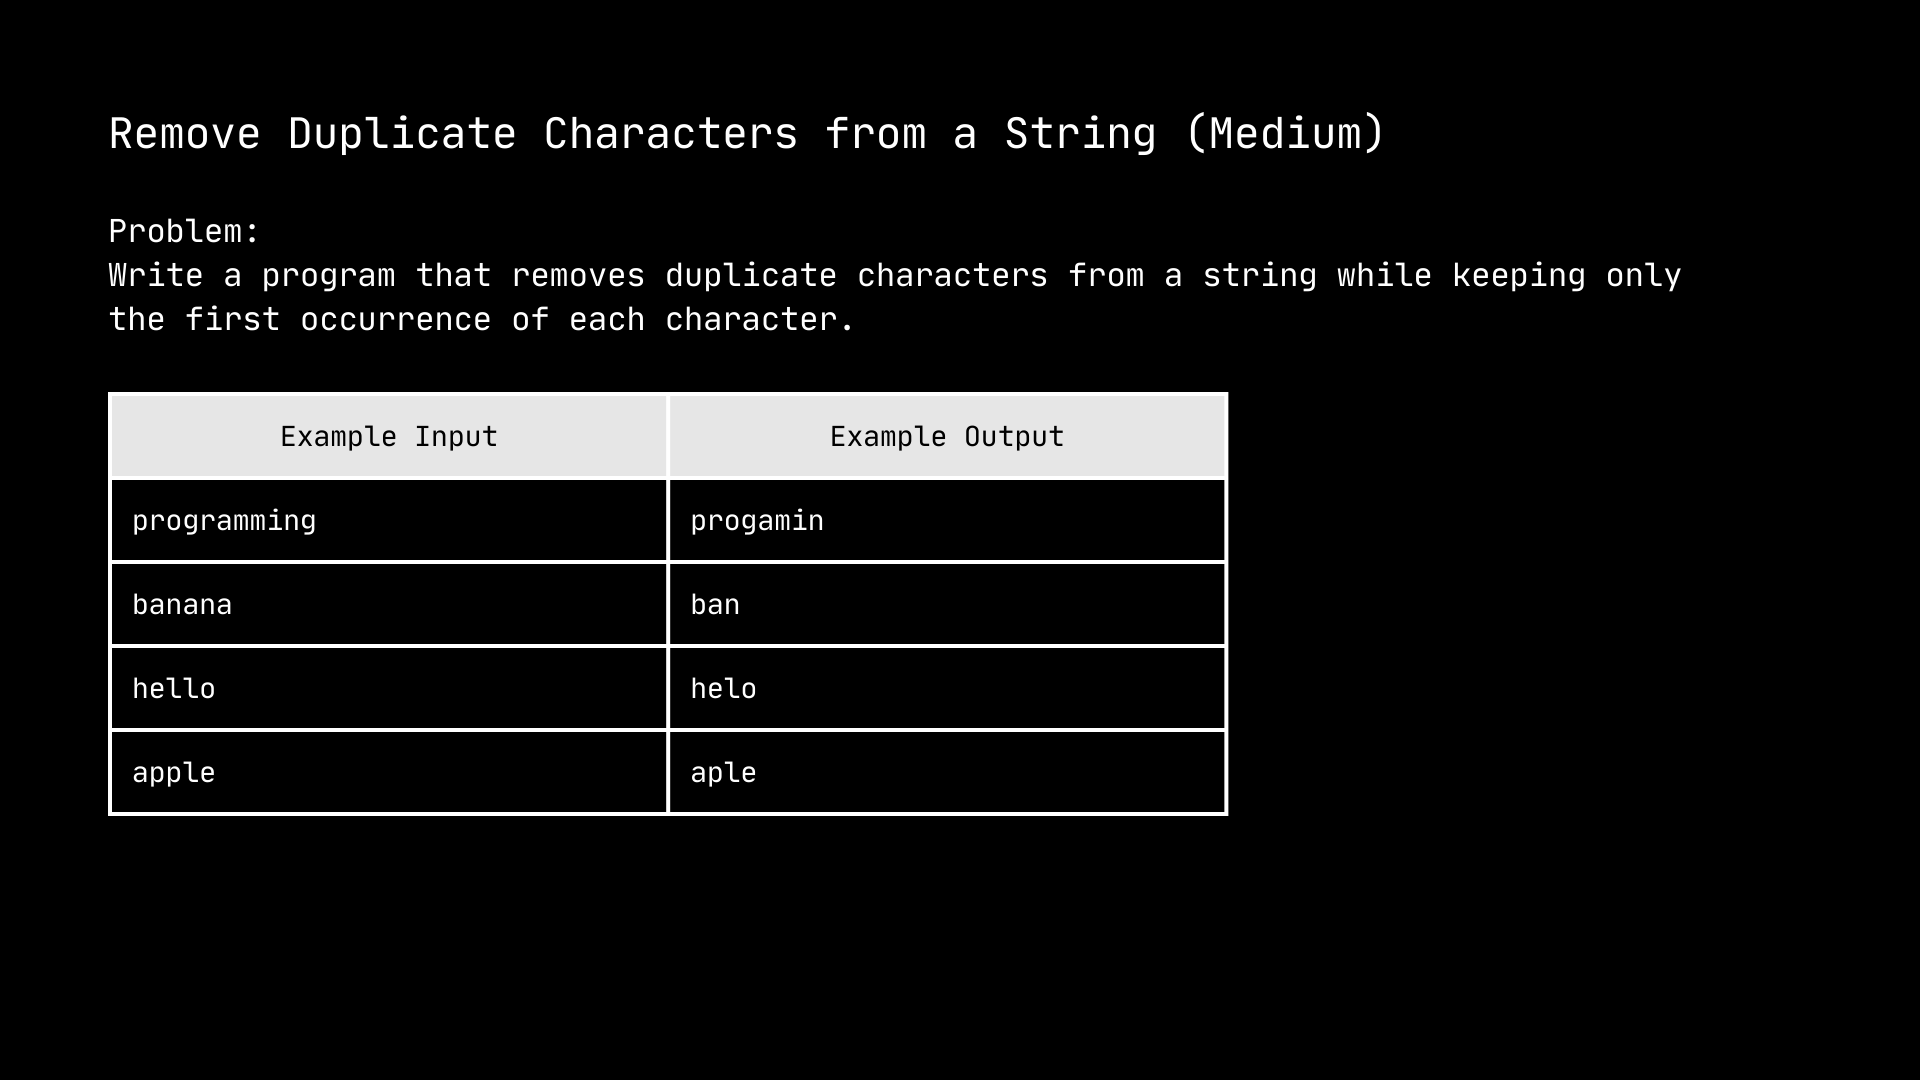 Remove Duplicate Characters from a String (Medium)
Problem:
Write a program that removes duplicate characters from a string while keeping only
the first occurrence of each character.
Example Input Example Output
programming progamin
banana ban
hello helo
apple aple